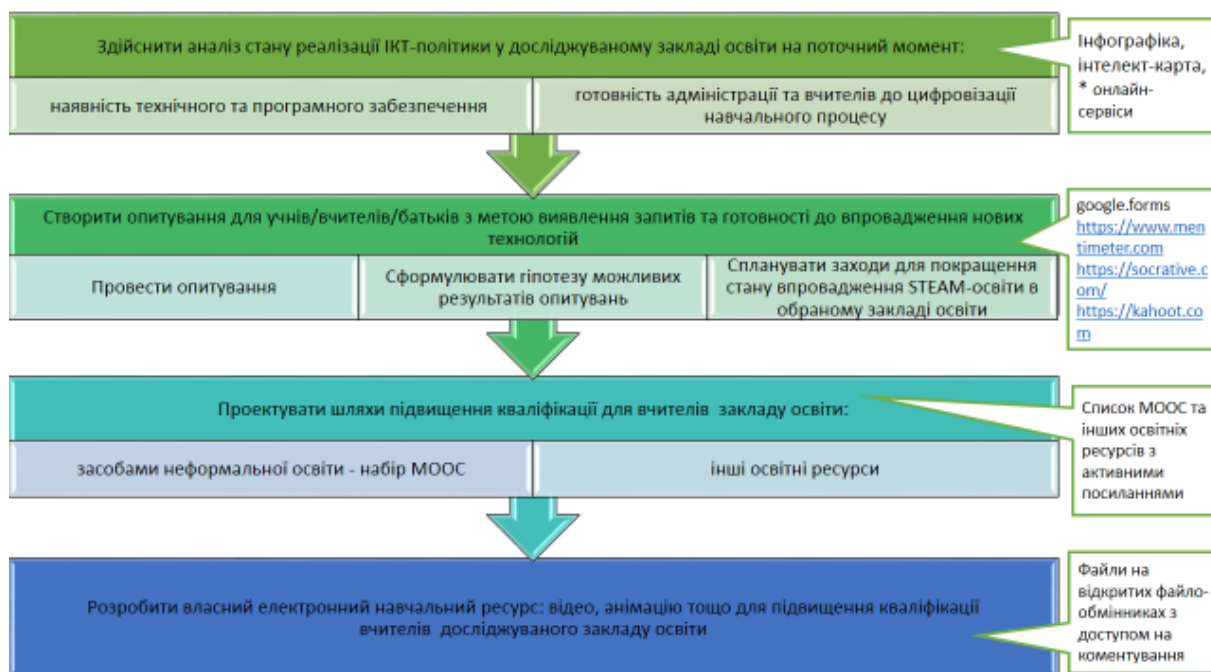 Здійснити аналіз стану реалізації ІКТ-політики у досліджуваному закладі освіти на поточний момент:
наявність технічного та програмного забезпечення
готовність адміністрації та вчителів до цифровізації
навчального процесу
Інфографіка,
інтелект-карта,
* онлайн-
сервіси
Створити опитування для учнів/вчителів/батьків з метою виявлення запитів та готовності до впровадження нових
технологій
Провести опитування
Сформулювати гіпотезу можливих
результатів опитувань
Спланувати заходи для покращення
стану впровадження STEAM-освіти в
обраному закладі освіти
google.forms
https://www.men
timeter.com
https://socrative.c
om/
https://kahoot.co
m
Проектувати шляхи підвищення кваліфікації для вчителів закладу освіти:
засобами неформальної освіти - набір МООС
інші освітні ресурси
Список МООС та
інших освітніх
ресурсів з
активними
посиланнями
Розробити власний електронний навчальний ресурс: відео, анімацію тощо для підвищення кваліфікації
вчителів досліджуваного закладу освіти
Файли на
відкритих файло-
обмінниках з
доступом на
коментування